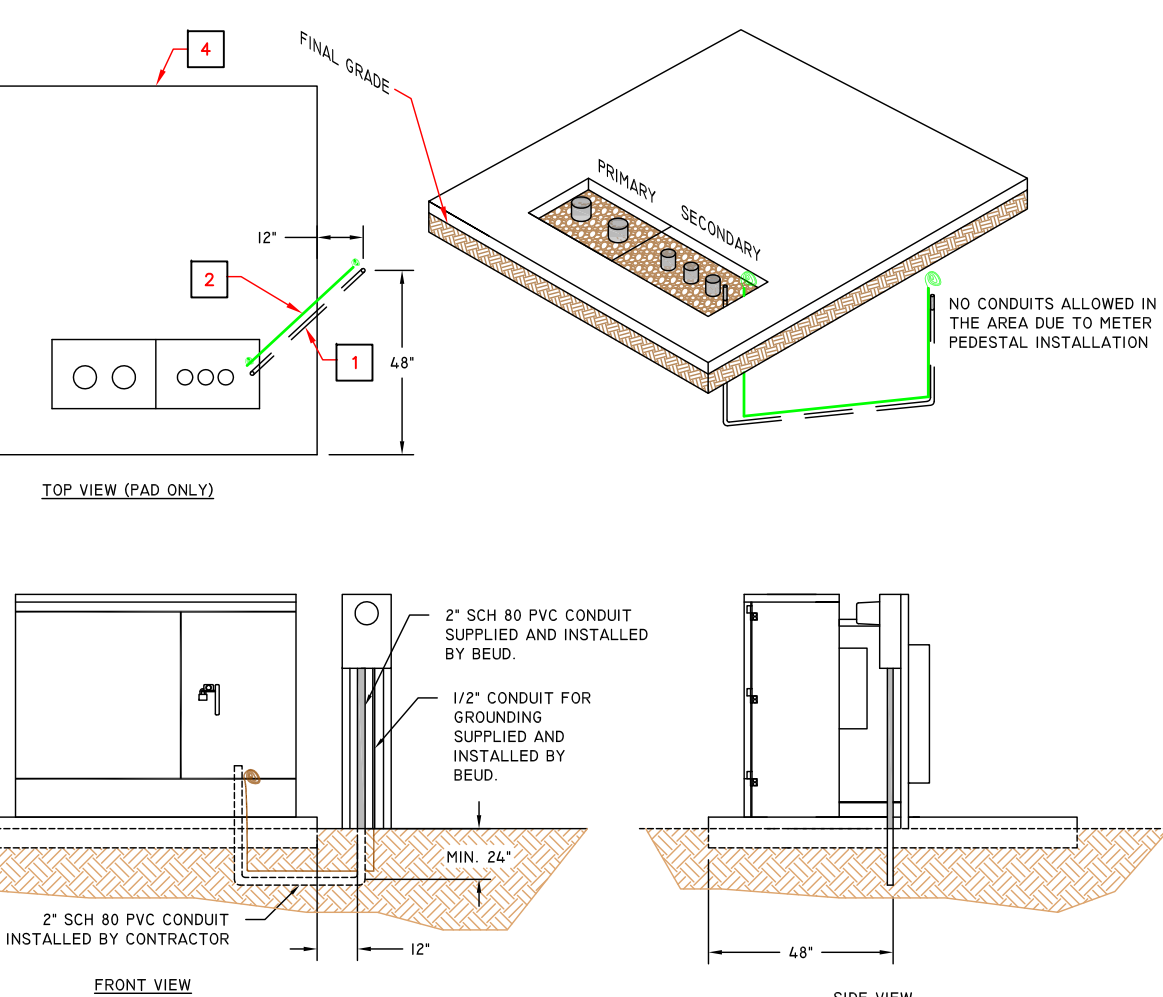 4
FINAL GRADE
PRIMARY
SECONDARY
12"
2
1
48"
NO CONDUITS ALLOWED IN
THE AREA DUE TO METER
PEDESTAL INSTALLATION
TOP VIEW (PAD ONLY)
2" SCH 80 PVC CONDUIT
SUPPLIED AND INSTALLED
BY BEUD.
1/2" CONDUIT FOR
GROUNDING
SUPPLIED AND
INSTALLED BY
BEUD.
MIN. 24"
2" SCH 80 PVC CONDUIT
INSTALLED BY CONTRACTOR
12"
48"
FRONT VIEW
SIDE VIEW